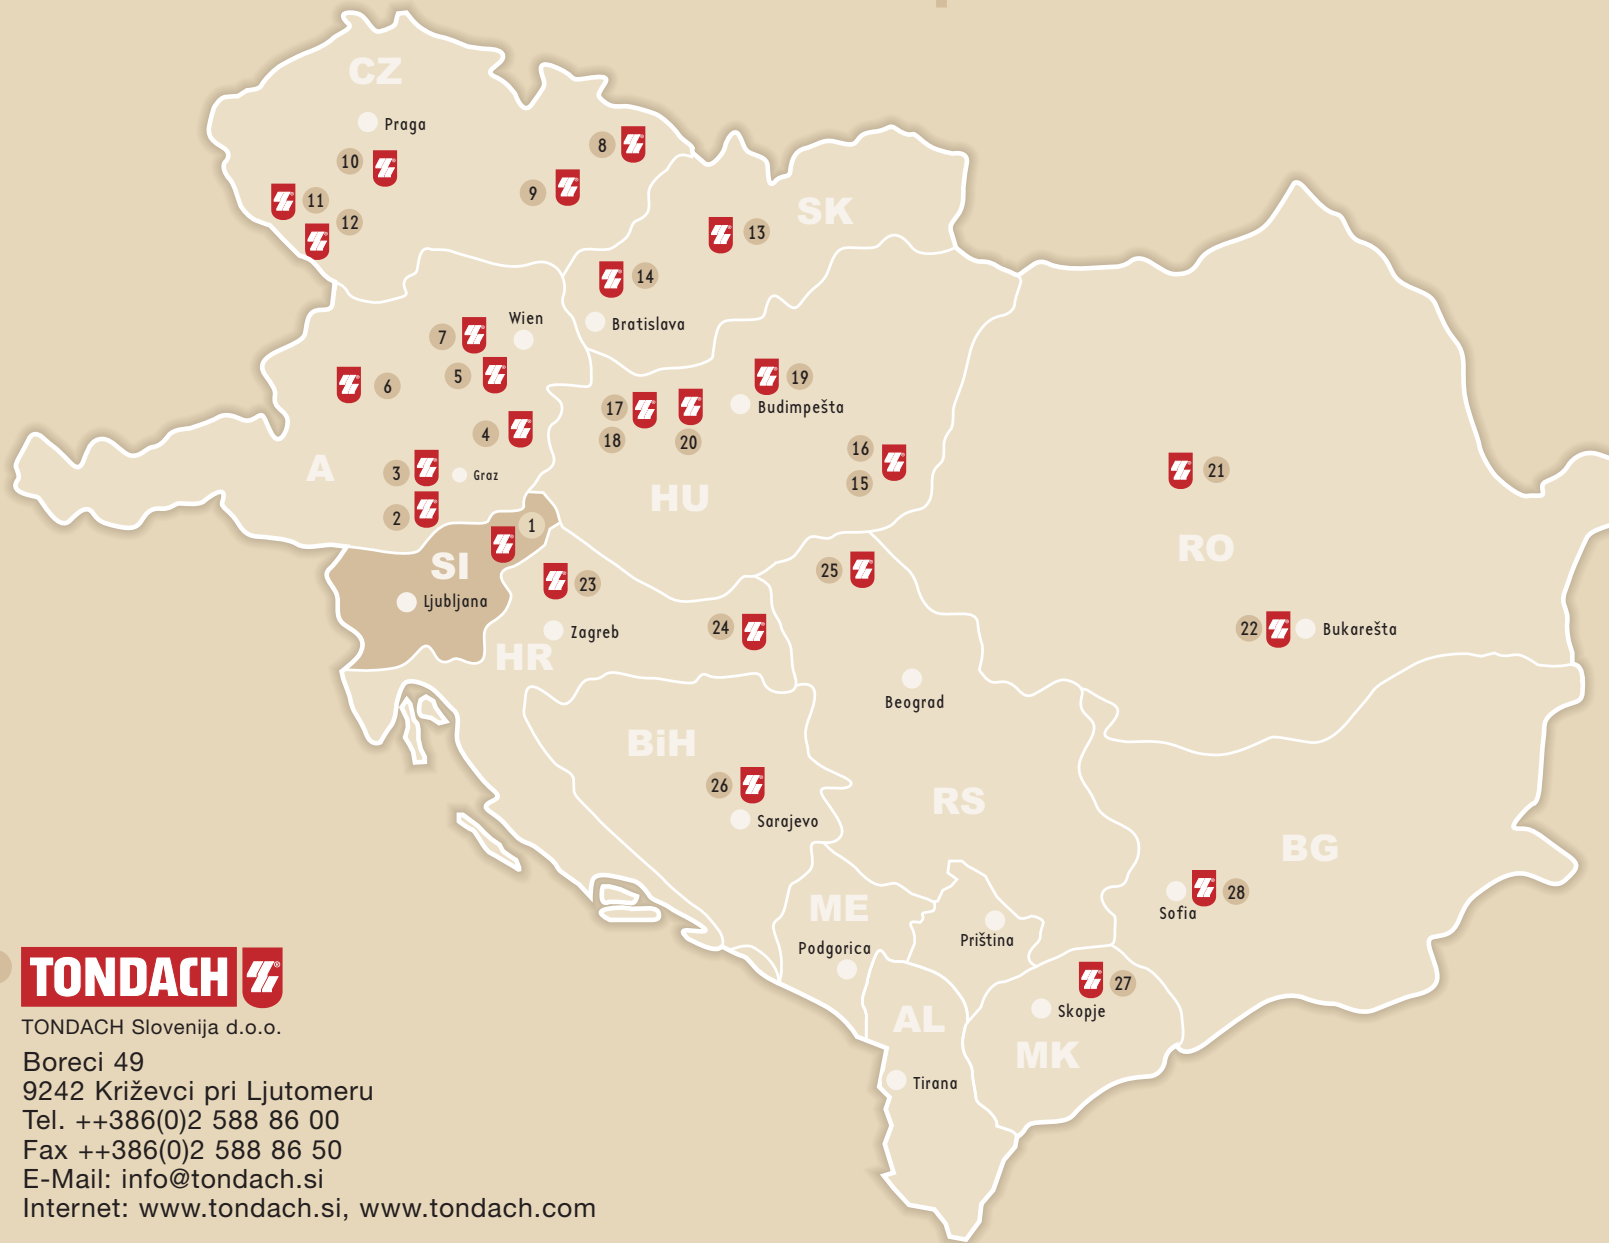 CZ
Praga
8
10
9
11
12
SK
13
14
Wien
Bratislava
7
5
6
19
17
Budimpešta
18
20
4
16
A
3
Graz
15
21
HU
2
1
RO
SI
25
23
Ljubljana
24
Zagreb
22
Bukarešta
HR
Beograd
BiH
26
RS
Sarajevo
BG
28
ME
Sofia
Podgorica
Priština
27
Skopje
AL
MK
Tirana
TONDACH
TONDACH Slovenija d.o.o.
Boreci 49
9242 Križevci pri Ljutomeru
Tel. ++386(0)2 588 86 00
Fax ++386(0)2 588 86 50
E-Mail: info@tondach.si
Internet: www.tondach.si, www.tondach.com